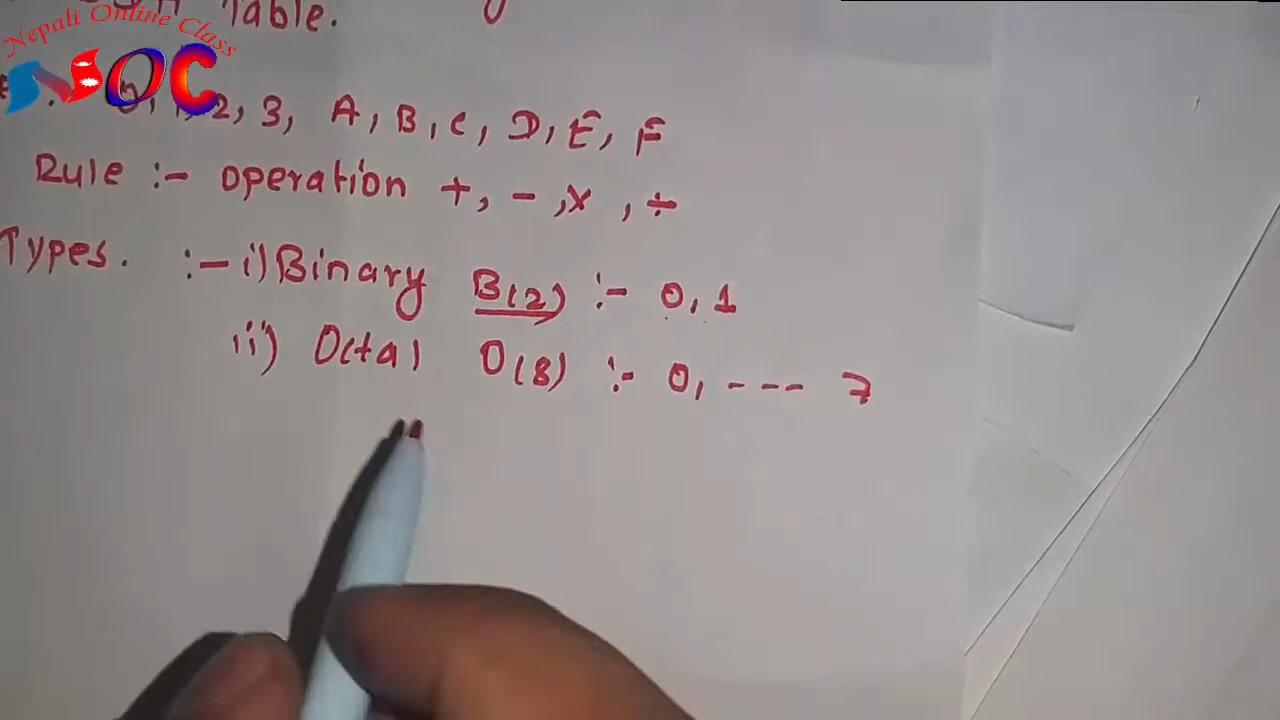 Table.
Nepali Online Class
NOC
2, 3, A, B, C, D, E, F
Rule :- operation +, -, x, ÷
Types. :- i) Binary B(2) :- 0, 1
ii) Octal O(8) :- 0, --- 7